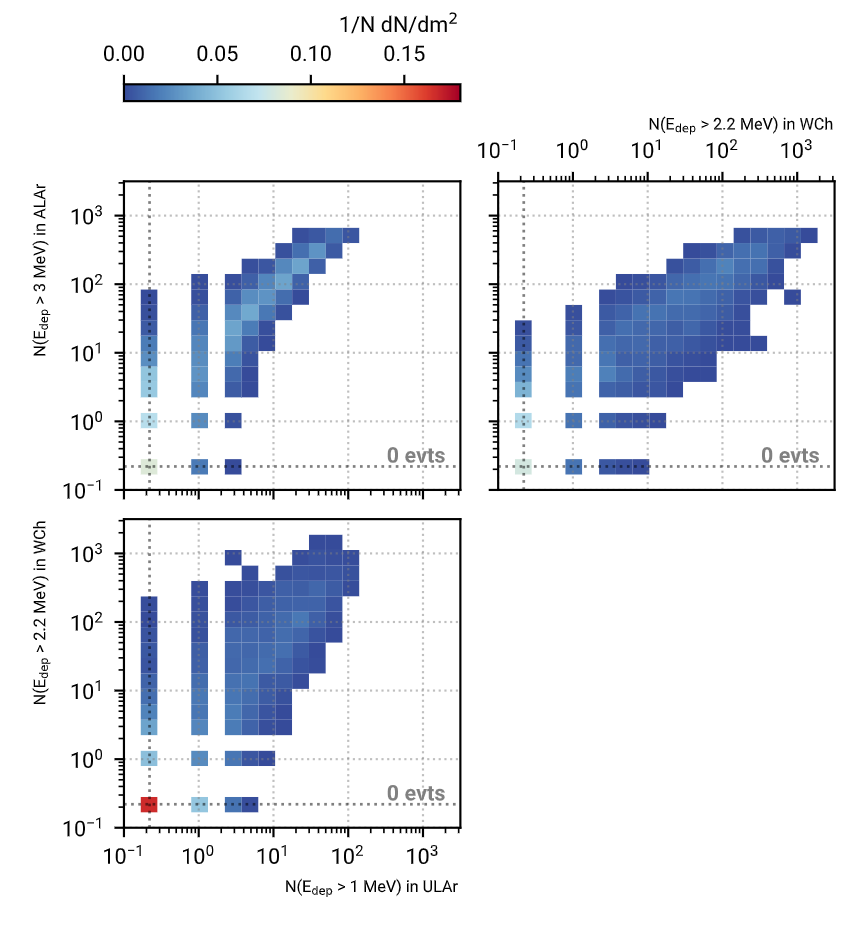 1/N dN/dm²
0.00 0.05 0.10 0.15
N(E_dep > 2.2 MeV) in WCh
10⁻¹ 10⁰ 10¹ 10² 10³
N(E_dep > 3 MeV) in ALAr
10³
10²
10¹
10⁰
10⁻¹
0 evts
0 evts
N(E_dep > 2.2 MeV) in WCh
10³
10²
10¹
10⁰
10⁻¹
0 evts
10⁻¹ 10⁰ 10¹ 10² 10³
N(E_dep > 1 MeV) in ULAr